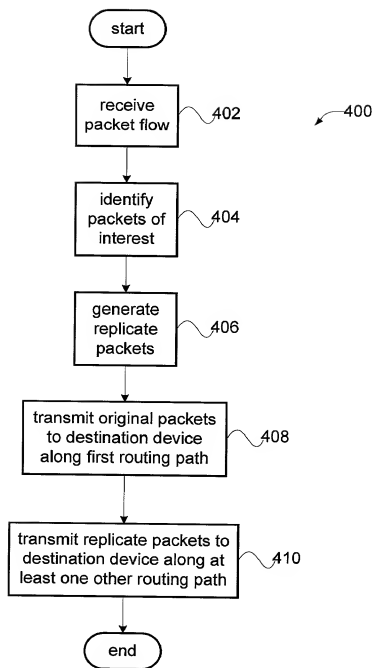 start
receive
packet flow
402
400
identify
packets of
interest
404
generate
replicate
packets
406
transmit original packets
to destination device
along first routing path
408
transmit replicate packets to
destination device along at
least one other routing path
410
end